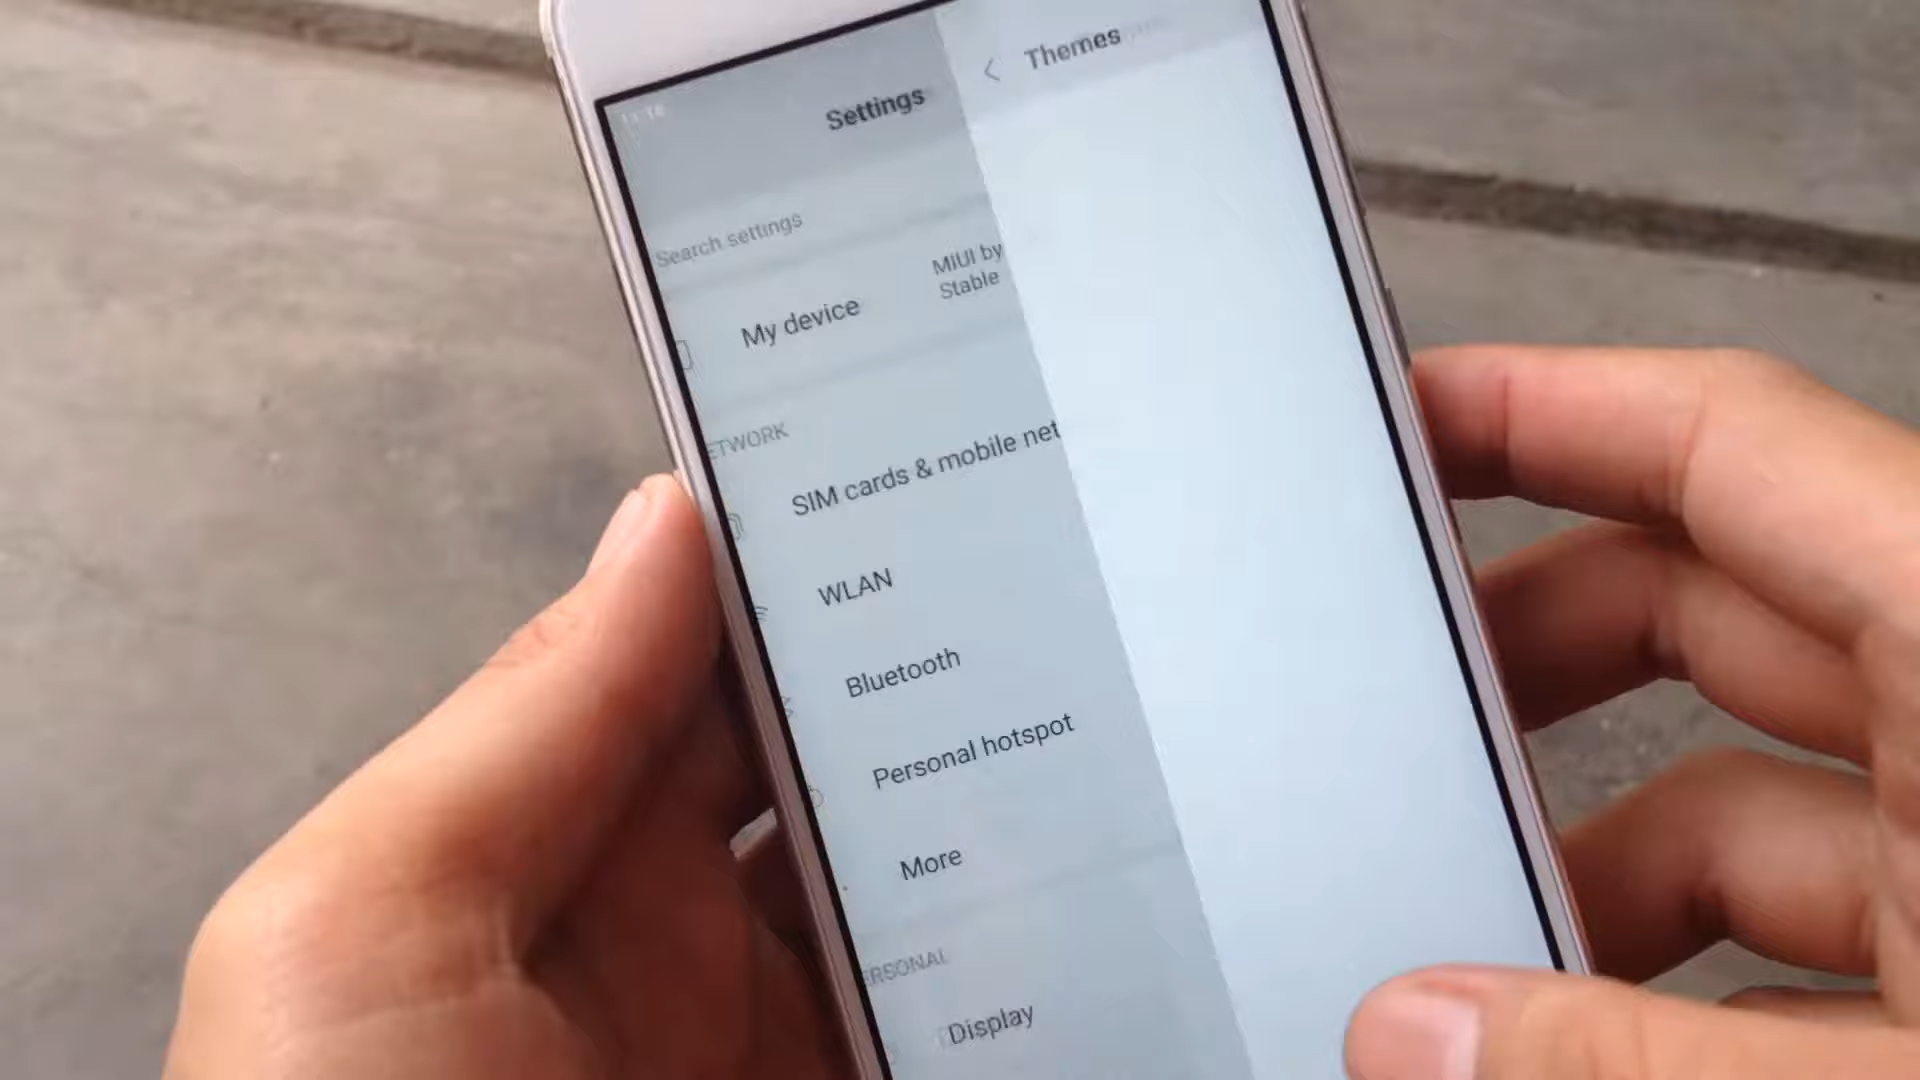 Themes
Settings
Search settings
My device
MIUI by
Stable
ETWORK
SIM cards & mobile net
WLAN
Bluetooth
Personal hotspot
More
ERSONAL
Display